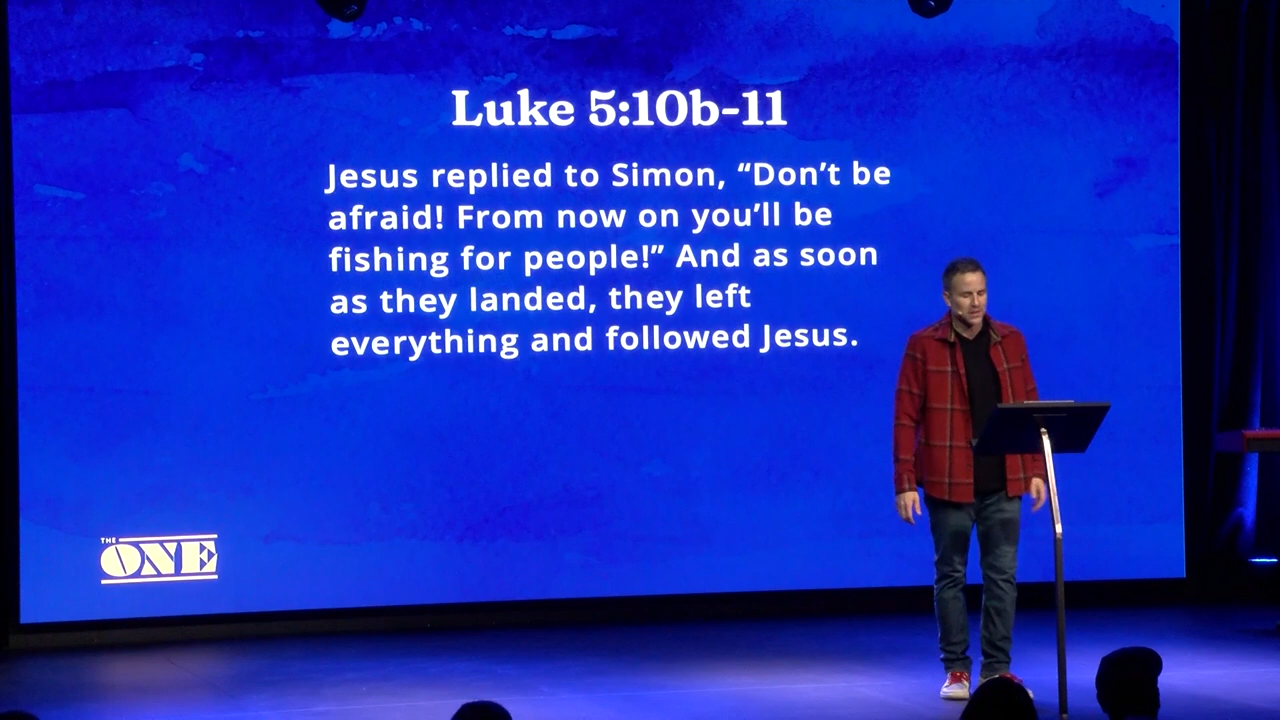 Luke 5:10b-11
Jesus replied to Simon, “Don’t be
afraid! From now on you’ll be
fishing for people!” And as soon
as they landed, they left
everything and followed Jesus.
THE
ONE